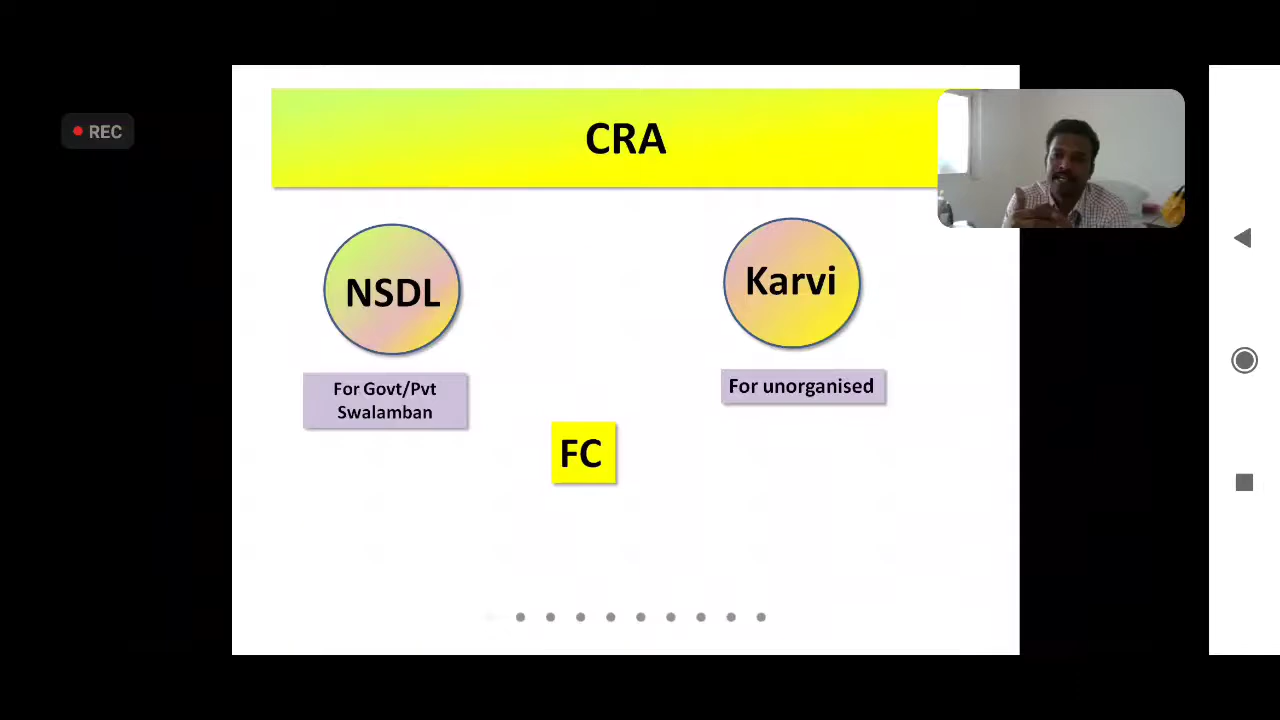 REC
CRA
NSDL
Karvi
For Govt/Pvt
Swalamban
For unorganised
FC